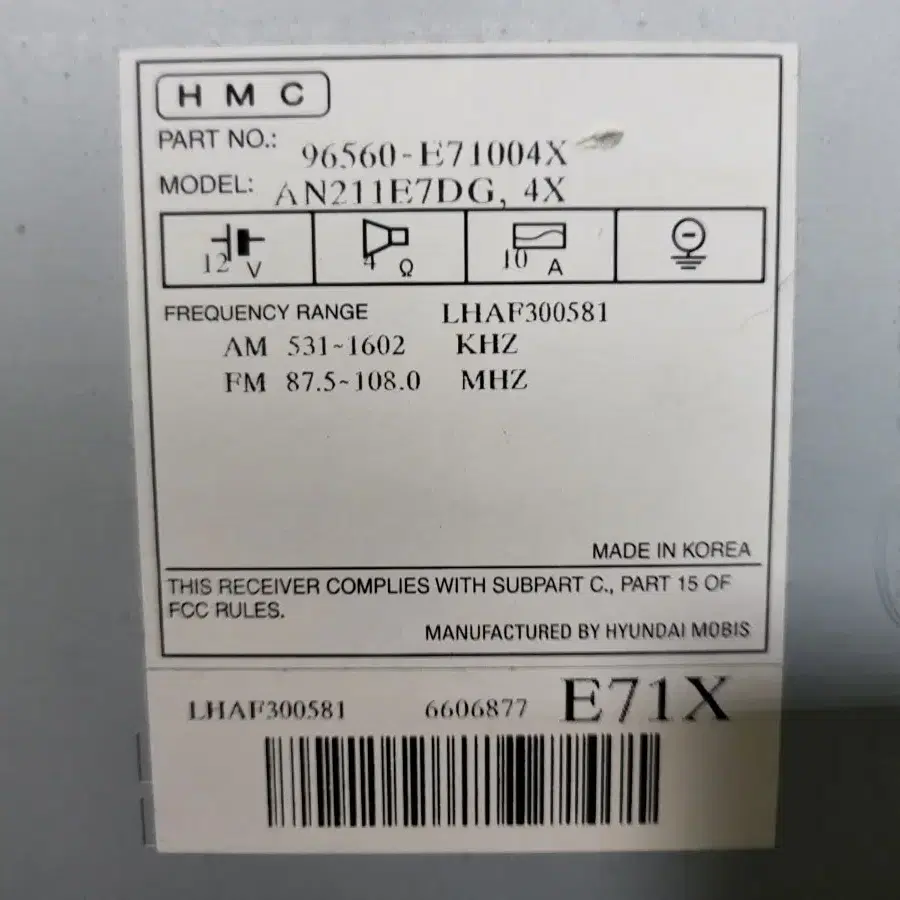 HMC
PART NO.: 96560-E71004X
MODEL: AN211E7DG, 4X
12 V 4 Ω 10 A
FREQUENCY RANGE LHAF300581
AM 531~1602 KHZ
FM 87.5~108.0 MHZ
MADE IN KOREA
THIS RECEIVER COMPLIES WITH SUBPART C., PART 15 OF
FCC RULES.
MANUFACTURED BY HYUNDAI MOBIS
LHAF300581 6606877 E71X